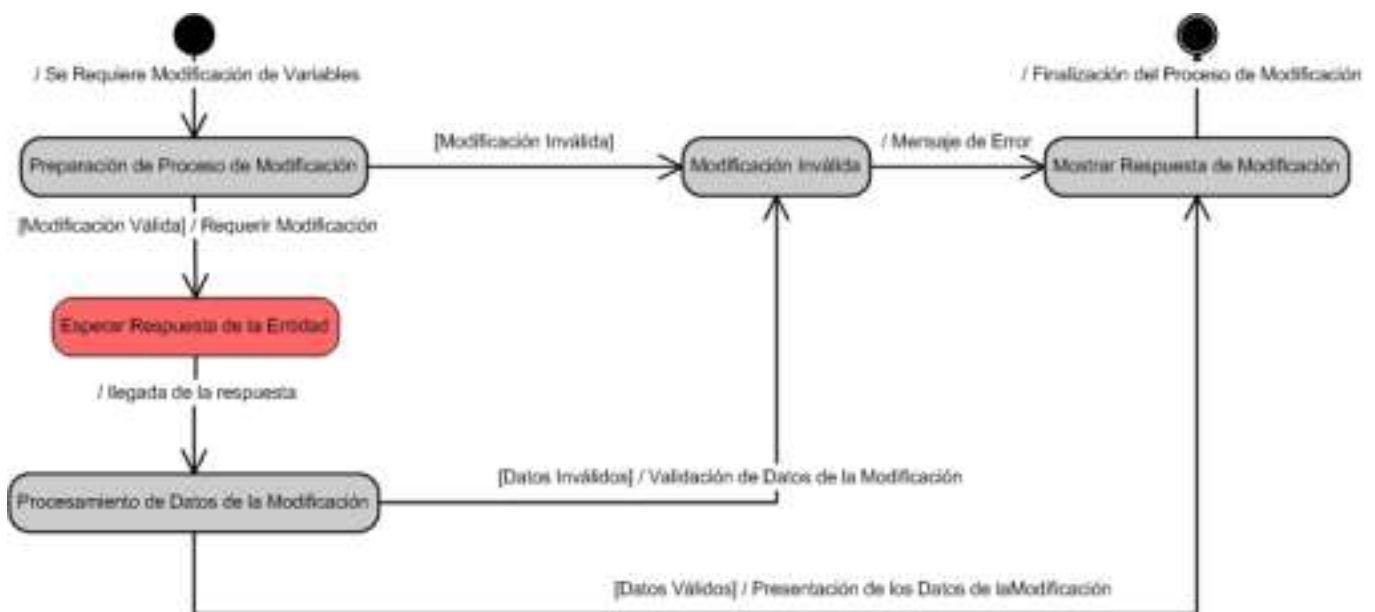 / Se Requiere Modificación de Variables
/ Finalización del Proceso de Modificación
[Modificación Inválida]
/ Mensaje de Error
Preparación de Proceso de Modificación
Modificación Inválida
Mostrar Respuesta de Modificación
[Modificación Válida] / Requerir Modificación
Esperar Respuesta de la Entidad
/ llegada de la respuesta
[Datos Inválidos] / Validación de Datos de la Modificación
Procesamiento de Datos de la Modificación
[Datos Válidos] / Presentación de los Datos de laModificación